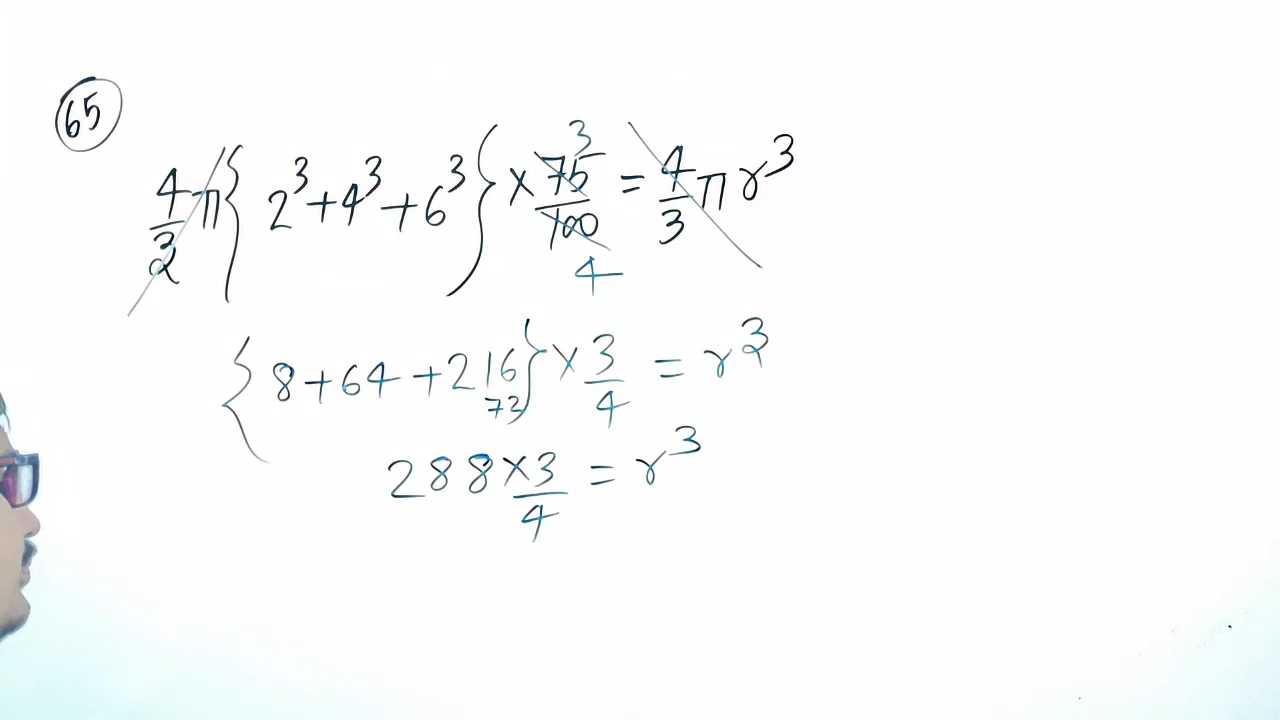 65
4/3 π { 2³ + 4³ + 6³ } × 75/100 = 4/3 π r³
3
4
{ 8 + 64 + 216 } × 3/4 = r³
72
288 × 3/4 = r³